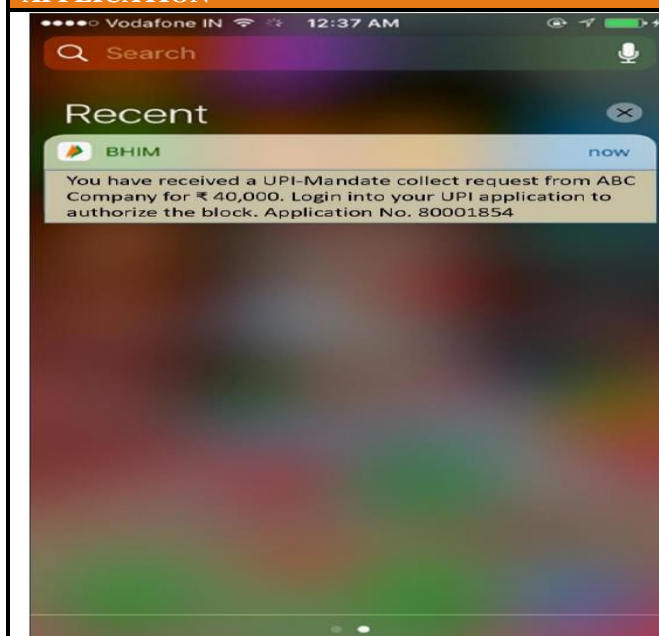 APPLICATION
Vodafone IN 12:37 AM
Search
Recent
BHIM now
You have received a UPI-Mandate collect request from ABC
Company for ₹ 40,000. Login into your UPI application to
authorize the block. Application No. 80001854